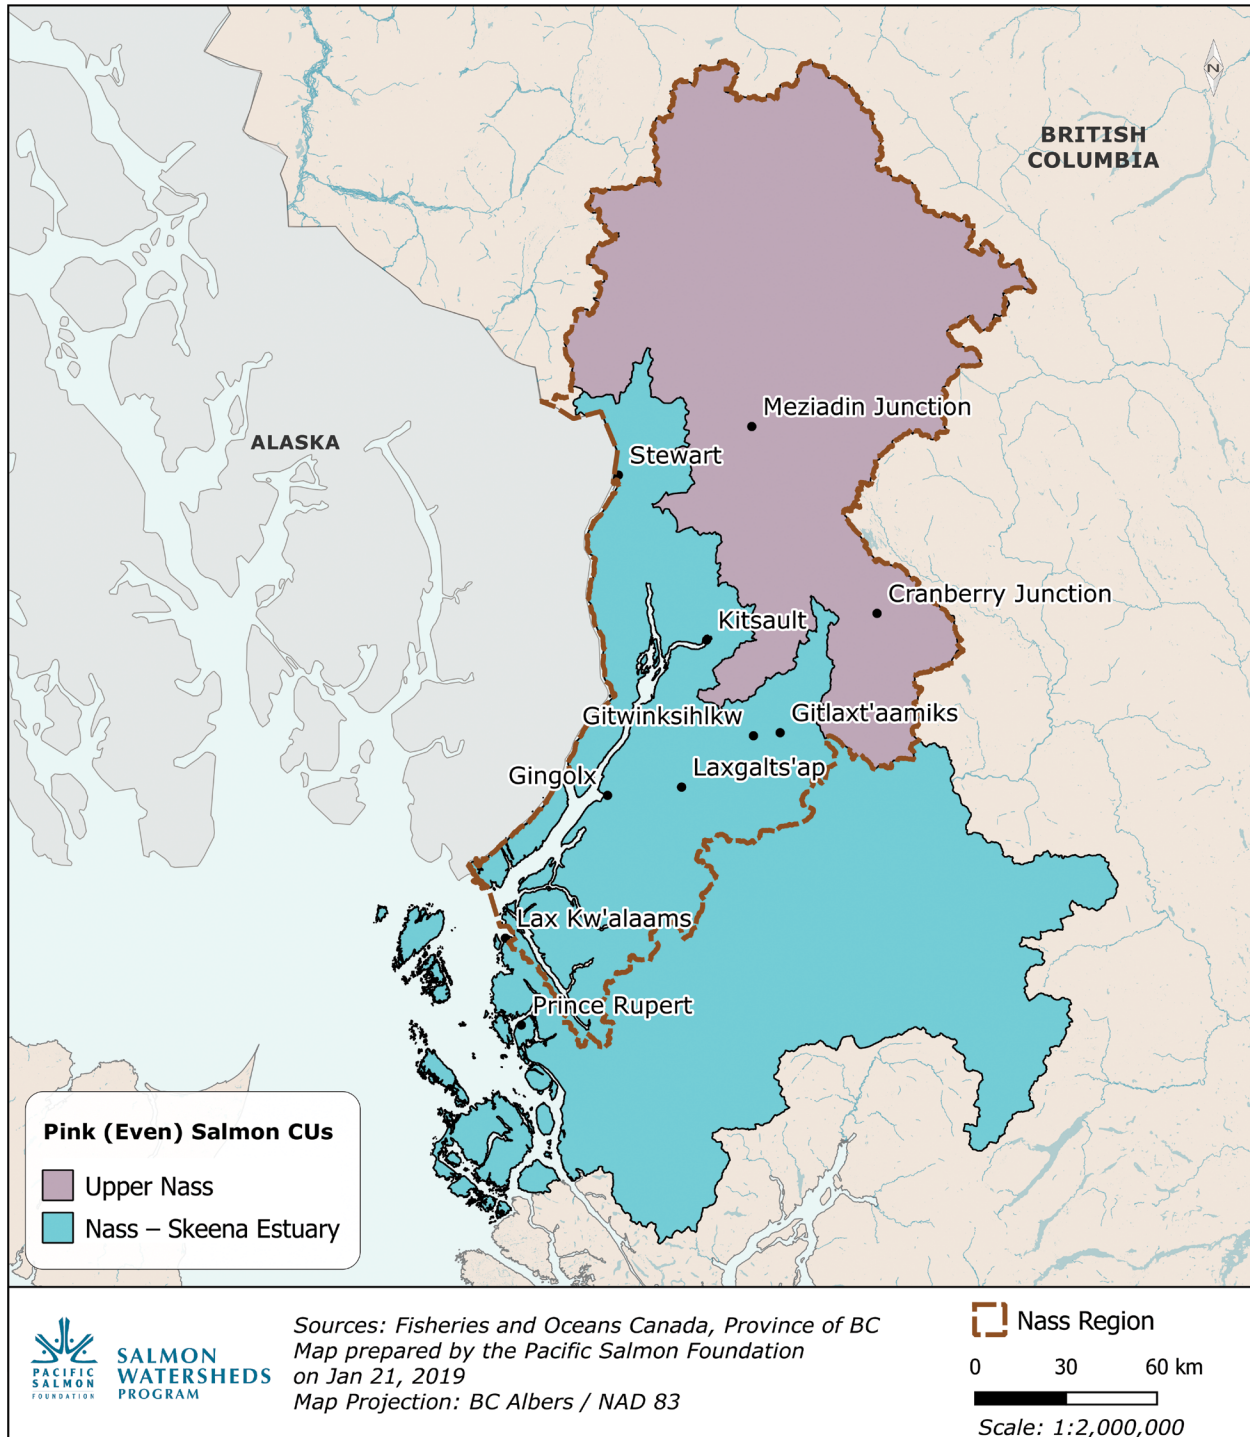 N
BRITISH
COLUMBIA
ALASKA
Meziadin Junction
Stewart
Cranberry Junction
Kitsault
Gitwinksihlkw
Gitlaxt'aamiks
Laxgalts'ap
Gingolx
Lax Kw'alaams
Prince Rupert
Pink (Even) Salmon CUs
Upper Nass
Nass – Skeena Estuary
PACIFIC
SALMON
FOUNDATION
SALMON
WATERSHEDS
PROGRAM
Sources: Fisheries and Oceans Canada, Province of BC
Map prepared by the Pacific Salmon Foundation
on Jan 21, 2019
Map Projection: BC Albers / NAD 83
Nass Region
0 30 60 km
Scale: 1:2,000,000